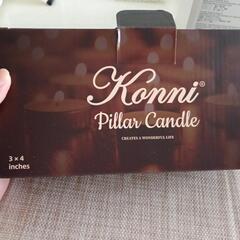 Konni®
Pillar Candle
CREATES A WONDERFUL LIFE
3 × 4
inches